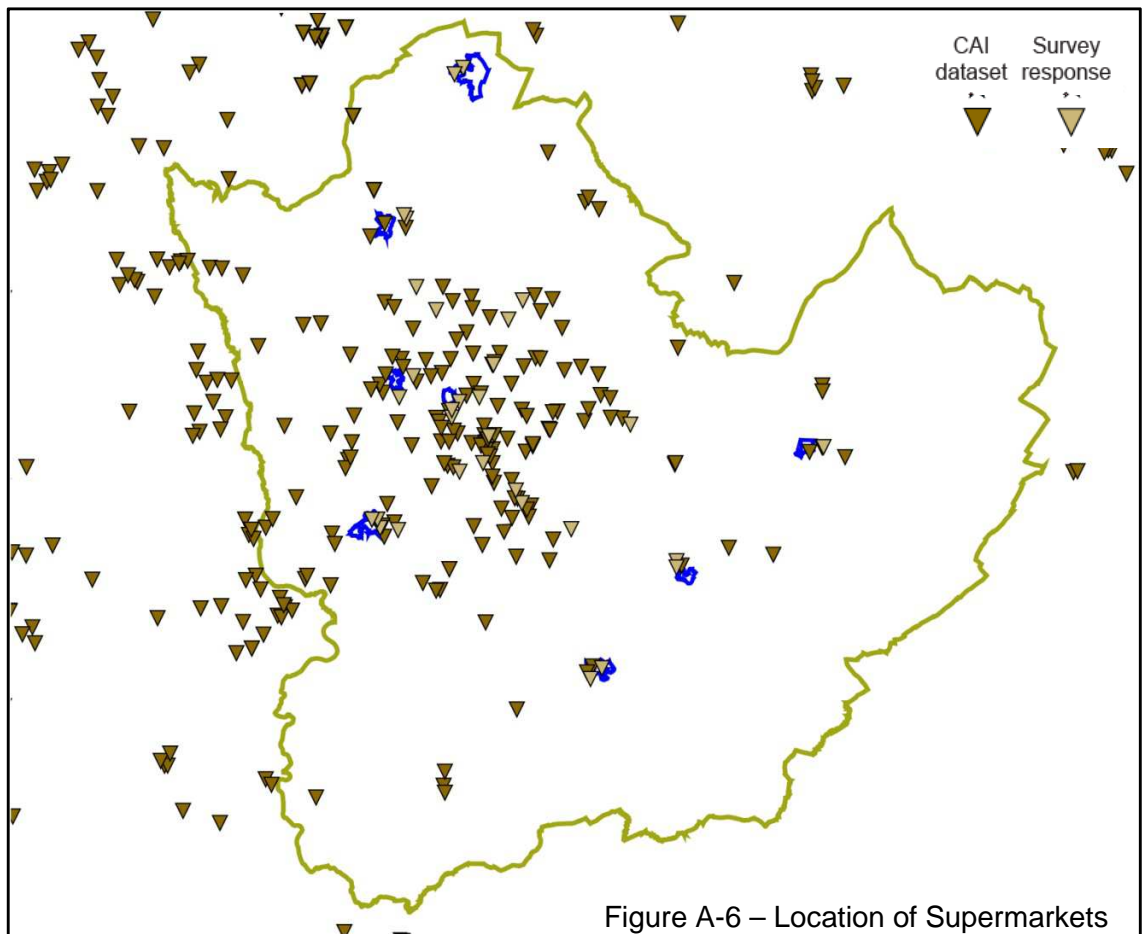 CAI Survey
dataset response
Figure A-6 – Location of Supermarkets